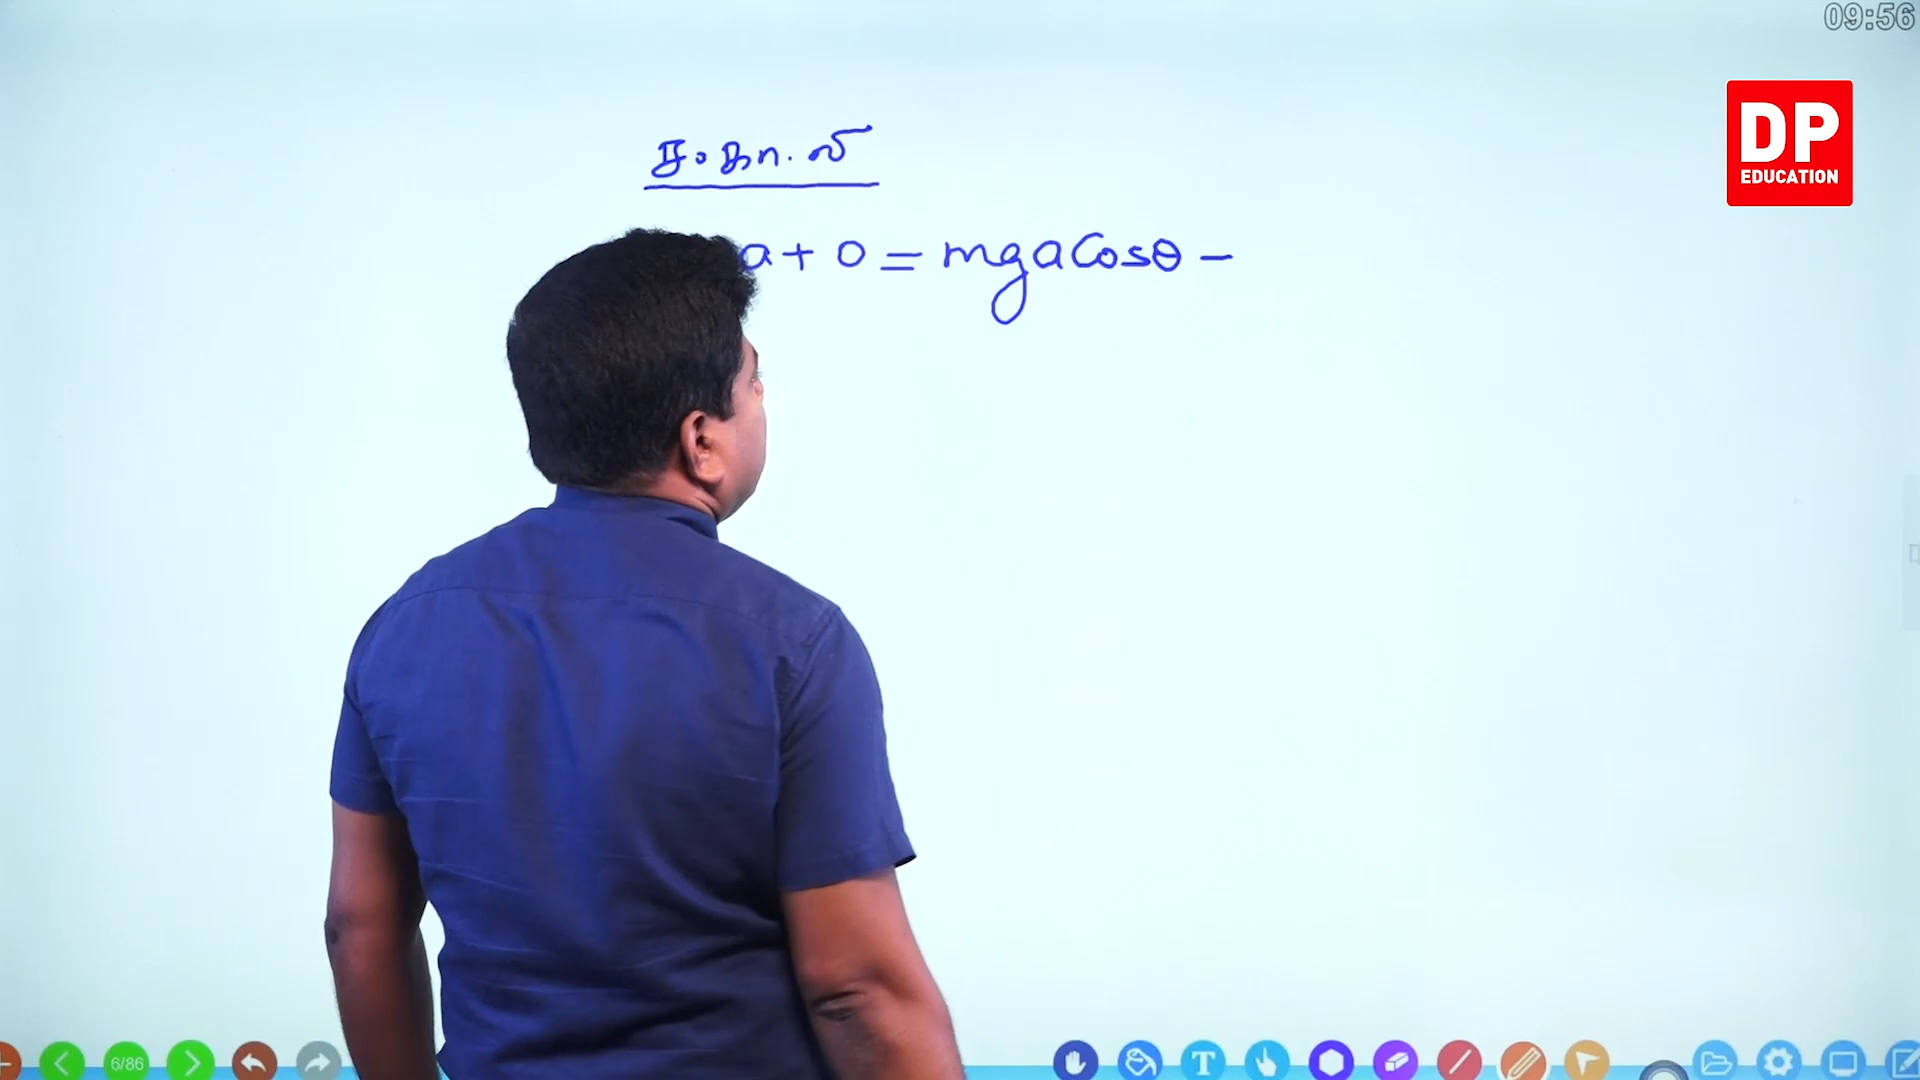 09:56
DP
EDUCATION
ச.கா.வி
a + 0 = mgacosθ -
6/86
T